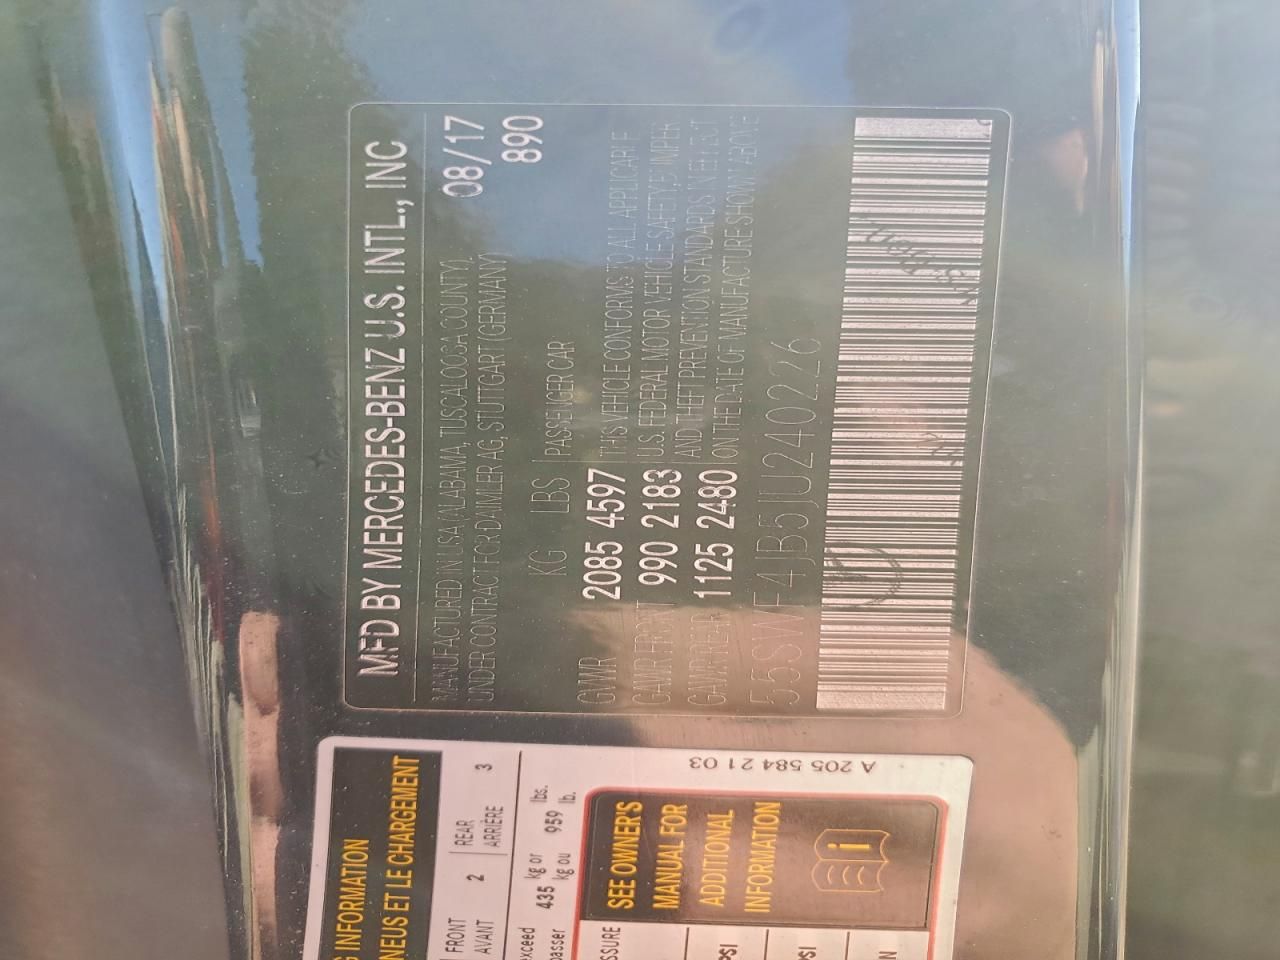 MFD BY MERCEDES-BENZ U.S. INTL., INC
MANUFACTURED IN USA (ALABAMA, TUSCALOOSA COUNTY), 08/17
UNDER CONTRACT FOR DAIMLER AG, STUTTGART (GERMANY) 890
KG LBS PASSENGER CAR
GVWR 2085 4597 THIS VEHICLE CONFORMS TO ALL APPLICABLE
GAWR FRONT 990 2183 U.S. FEDERAL MOTOR VEHICLE SAFETY, BUMPER
GAWR REAR 1125 2480 AND THEFT PREVENTION STANDARDS IN EFFECT
ON THE DATE OF MANUFACTURE SHOWN ABOVE
55SWF4JB5JU240226
INFORMATION
NEUS ET LE CHARGEMENT
FRONT 2 REAR 3
AVANT ARRIÈRE
xceed 435 kg or 959 lbs.
passer kg ou lb.
SSURE
PSI
PSI
SEE OWNER'S
MANUAL FOR
ADDITIONAL
INFORMATION
A 205 584 21 03